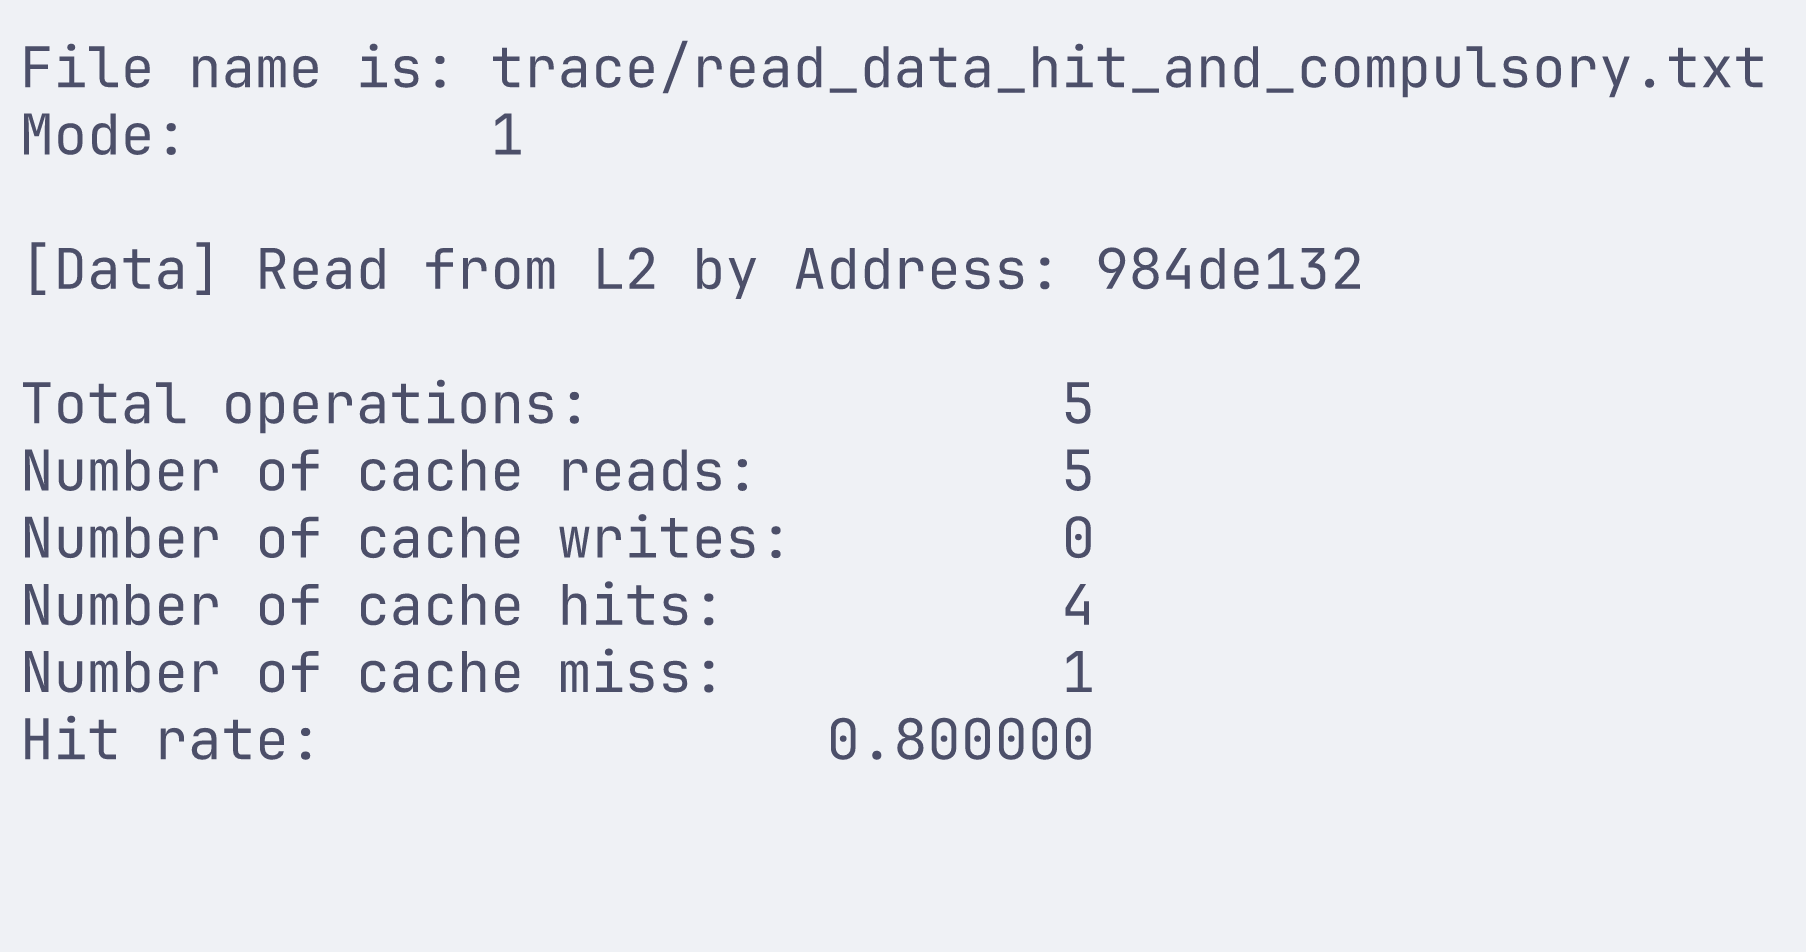 File name is: trace/read_data_hit_and_compulsory.txt
Mode:         1
[Data] Read from L2 by Address: 984de132
Total operations:              5
Number of cache reads:         5
Number of cache writes:        0
Number of cache hits:          4
Number of cache miss:          1
Hit rate:               0.800000